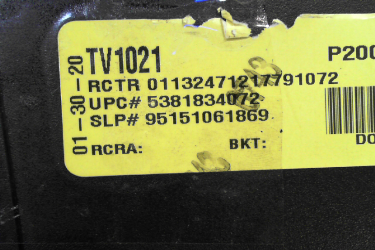 01-30-20
TV1021
P200
RCTR 01132471217791072
UPC# 5381834072
SLP# 95151061869
RCRA: BKT:
DO